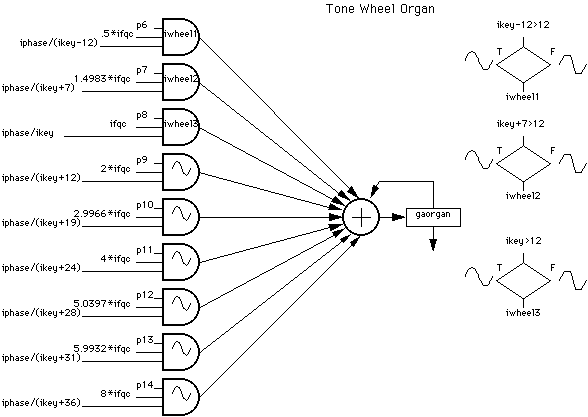 Tone Wheel Organ
p6
.5*ifqc
iwheel1
iphase/(ikey-12)
p7
1.4983*ifqc
iwheel2
iphase/(ikey+7)
p8
ifqc
iwheel3
iphase/ikey
p9
2*ifqc
iphase/(ikey+12)
p10
2.9966*ifqc
iphase/(ikey+19)
p11
4*ifqc
iphase/(ikey+24)
p12
5.0397*ifqc
iphase/(ikey+28)
p13
5.9932*ifqc
iphase/(ikey+31)
p14
8*ifqc
iphase/(ikey+36)
+
gaorgan
ikey-12>12
T F
iwheel1
ikey+7>12
T F
iwheel2
ikey>12
T F
iwheel3